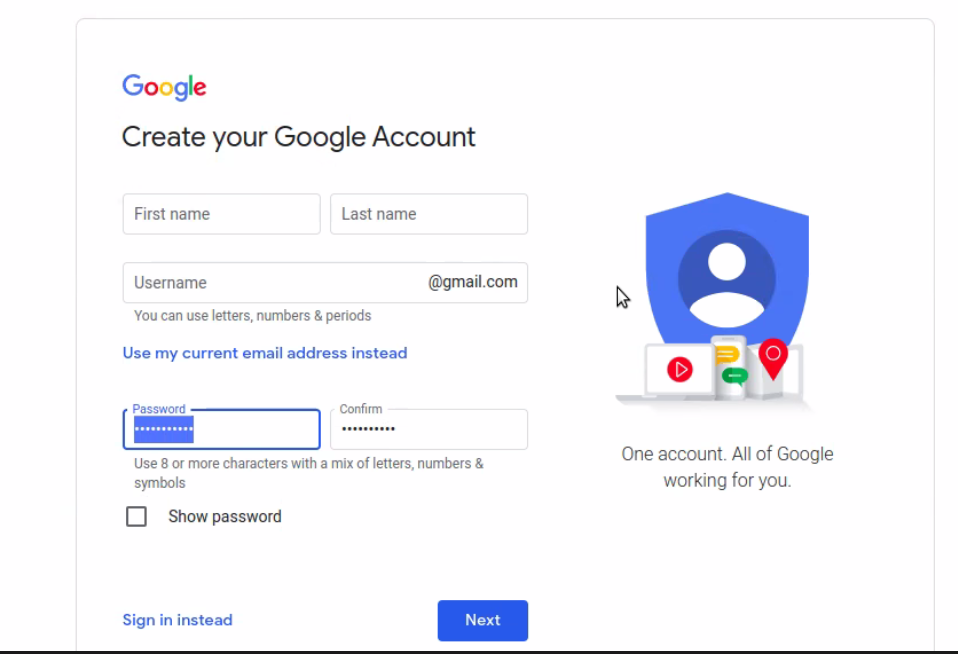 Google
Create your Google Account
First name
Last name
Username
@gmail.com
You can use letters, numbers & periods
Use my current email address instead
Password
Confirm
•••••••••••
••••••••••
Use 8 or more characters with a mix of letters, numbers &
symbols
Show password
One account. All of Google
working for you.
Sign in instead
Next